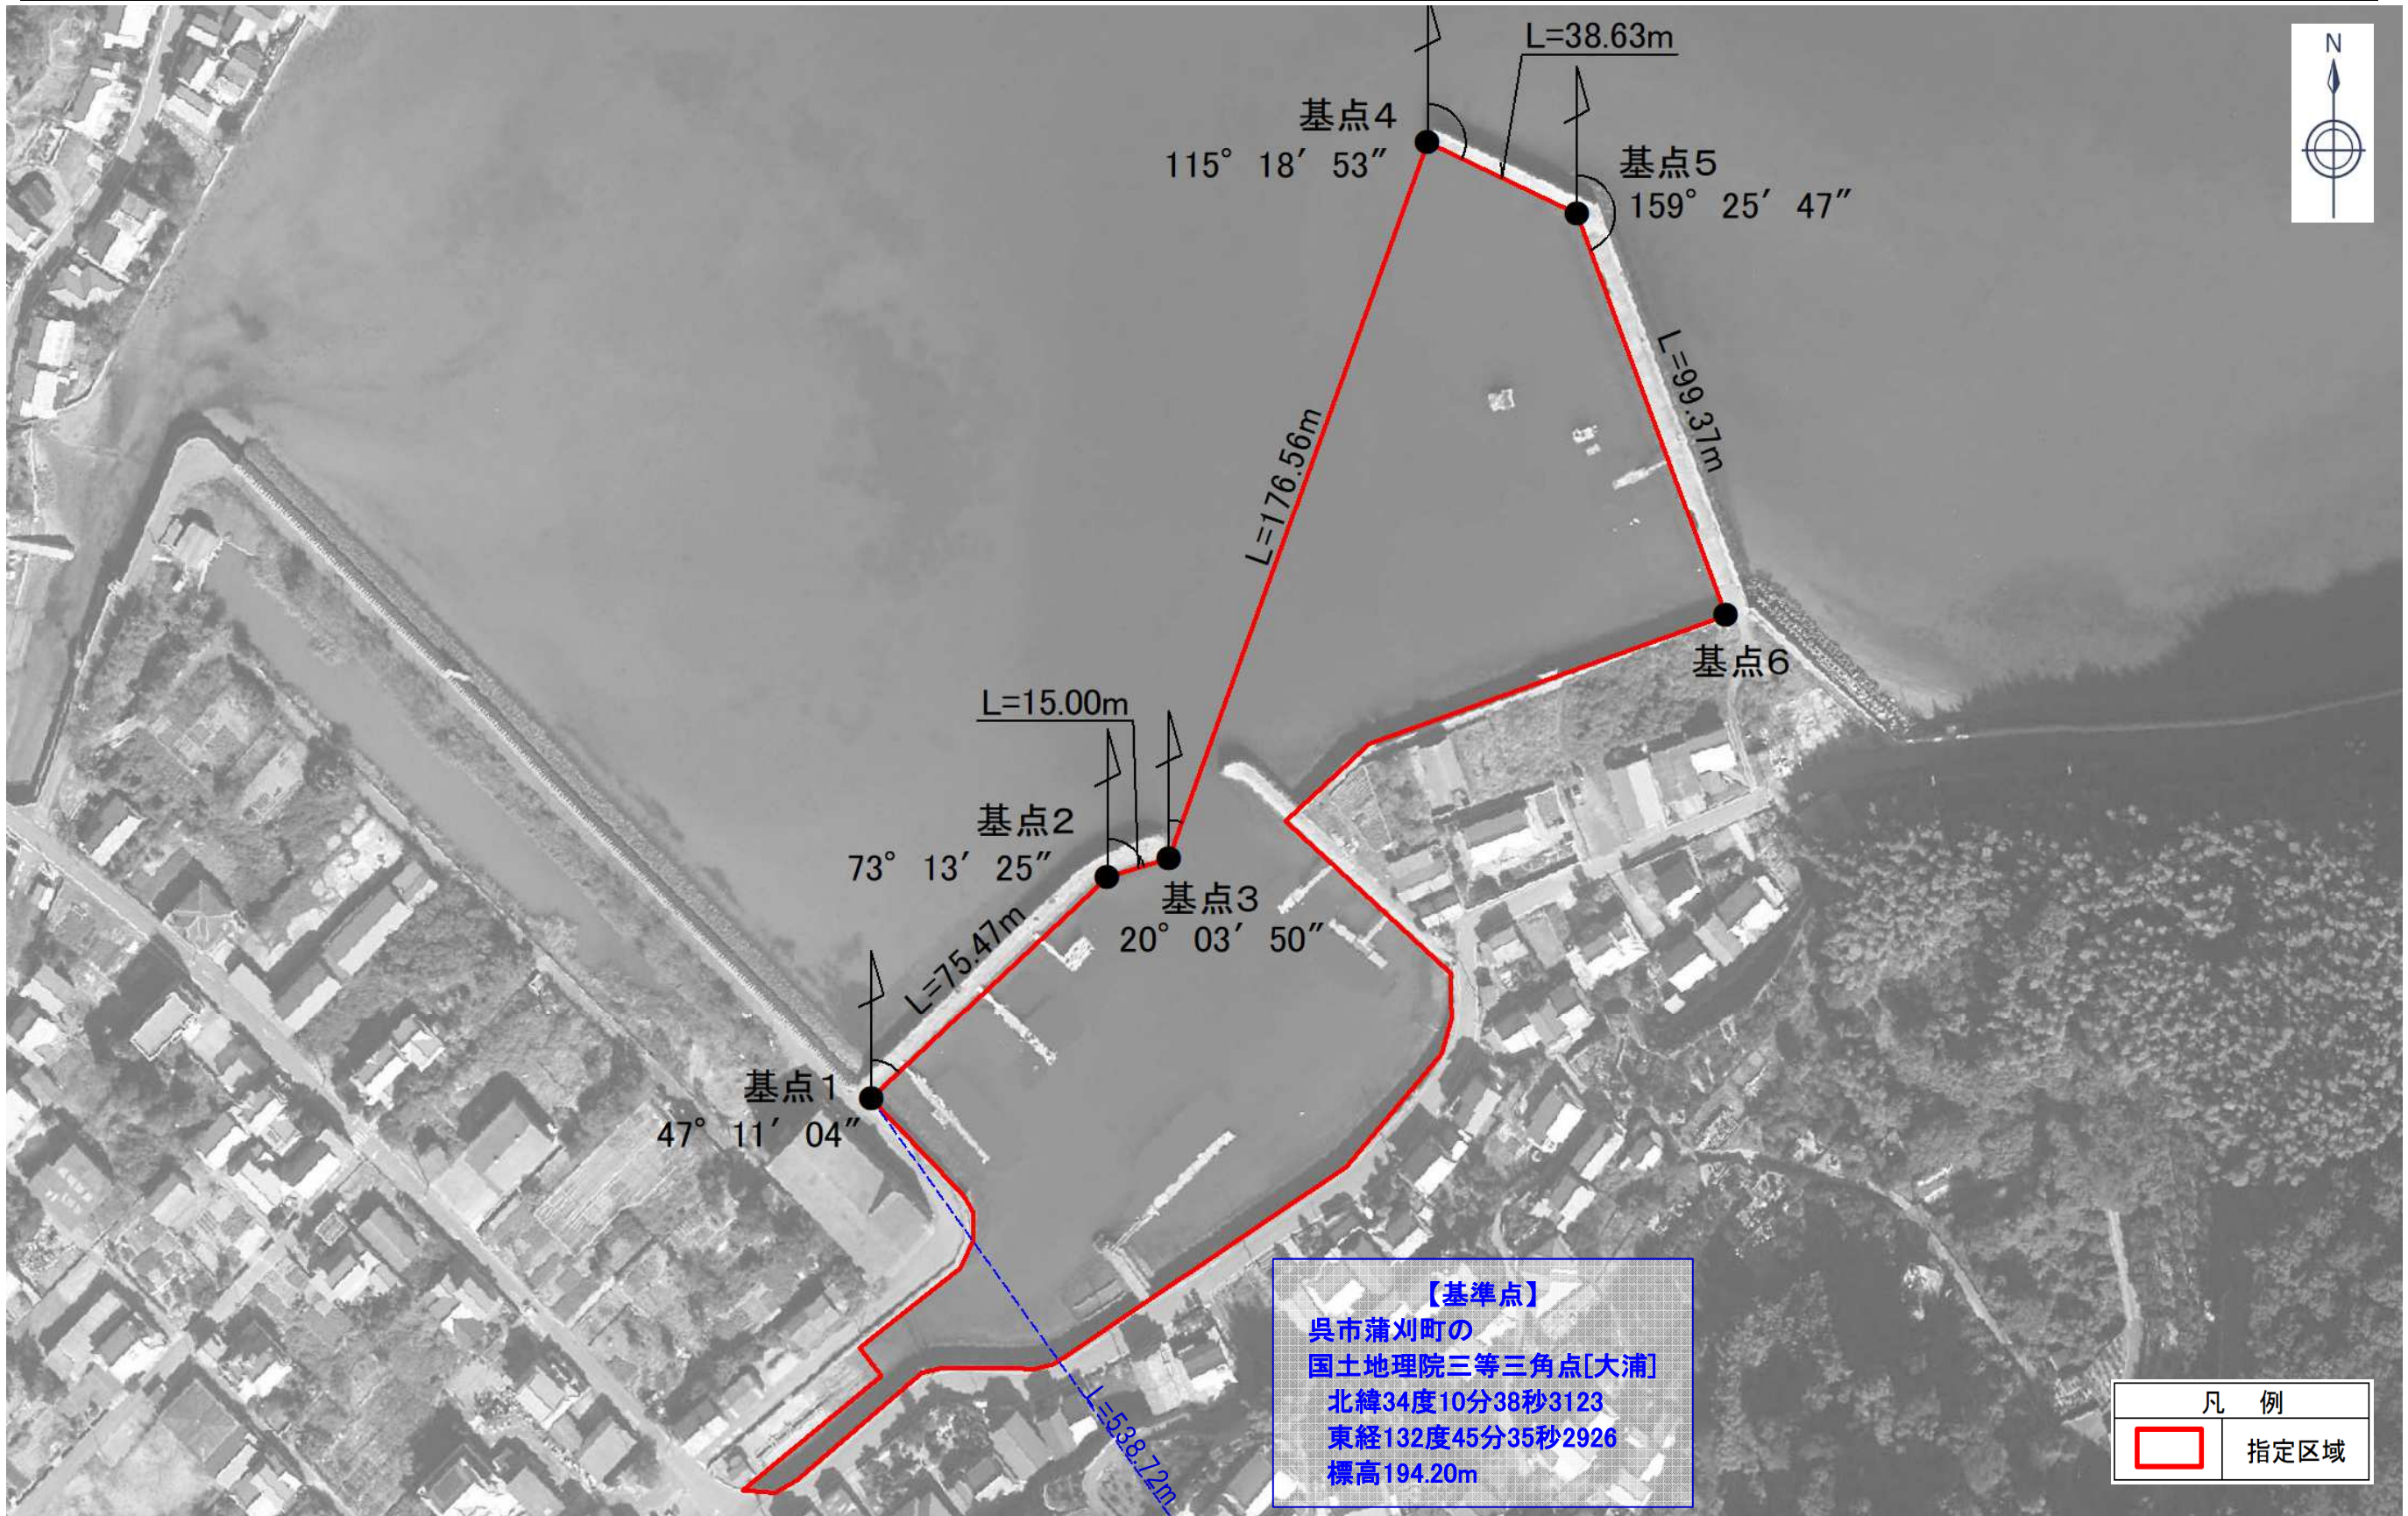 L=38.63m
N
基点4
115° 18′ 53″
基点5
159° 25′ 47″
L=99.37m
L=176.56m
基点6
L=15.00m
基点2
73° 13′ 25″
基点3
20° 03′ 50″
L=75.47m
基点1
47° 11′ 04″
L=538.72m
【基準点】
呉市蒲刈町の
国土地理院三等三角点[大浦]
北緯34度10分38秒3123
東経132度45分35秒2926
標高194.20m
凡 例
指定区域